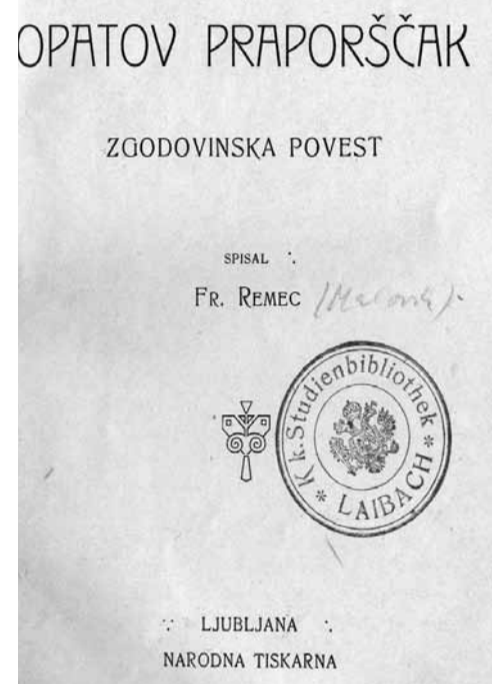 OPATOV PRAPORŠČAK
ZGODOVINSKA POVEST
SPISAL
FR. REMEC
K. k. Studienbibliothek
* LAIBACH *
LJUBLJANA
NARODNA TISKARNA